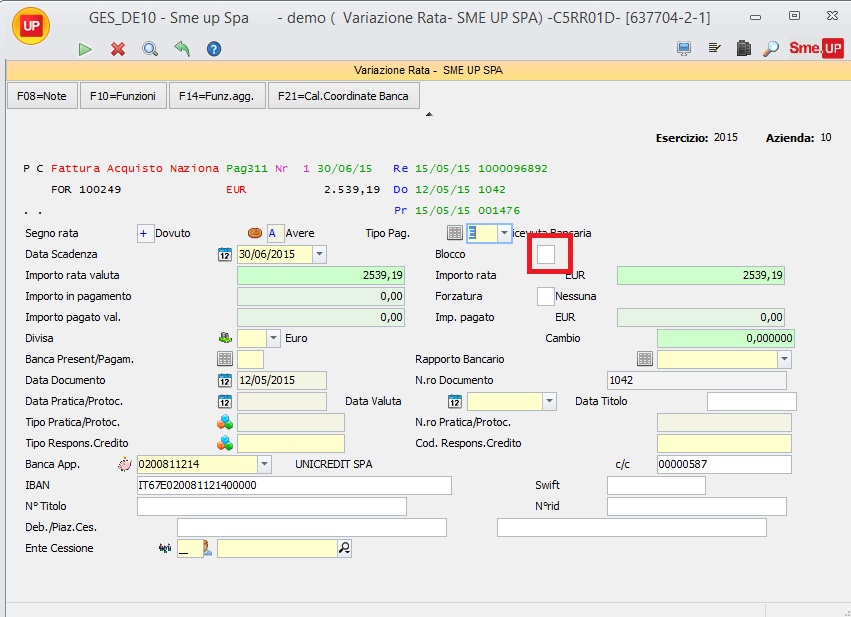 UP GES_DE10 - Sme up Spa - demo ( Variazione Rata- SME UP SPA) -C5RR01D- [637704-2-1]
Sme.UP
Variazione Rata - SME UP SPA
F08=Note F10=Funzioni F14=Funz.agg. F21=Cal.Coordinate Banca
Esercizio: 2015 Azienda: 10
P C Fattura Acquisto Naziona Pag311 Nr 1 30/06/15 Re 15/05/15 1000096892
FOR 100249 EUR 2.539,19 Do 12/05/15 1042
. . Pr 15/05/15 001476
Segno rata + Dovuto A Avere Tipo Pag. E icevuta Bancaria
Data Scadenza 12 30/06/2015 Blocco
Importo rata valuta 2539,19 Importo rata EUR 2539,19
Importo in pagamento 0,00 Forzatura Nessuna
Importo pagato val. 0,00 Imp. pagato EUR 0,00
Divisa Euro Cambio 0,000000
Banca Present/Pagam. Rapporto Bancario
Data Documento 12 12/05/2015 N.ro Documento 1042
Data Pratica/Protoc. 12 Data Valuta 12 Data Titolo
Tipo Pratica/Protoc. N.ro Pratica/Protoc.
Tipo Respons.Credito Cod. Respons.Credito
Banca App. 0200811214 UNICREDIT SPA c/c 00000587
IBAN IT67E020081121400000 Swift
N° Titolo N°rid
Deb./Piaz.Ces.
Ente Cessione